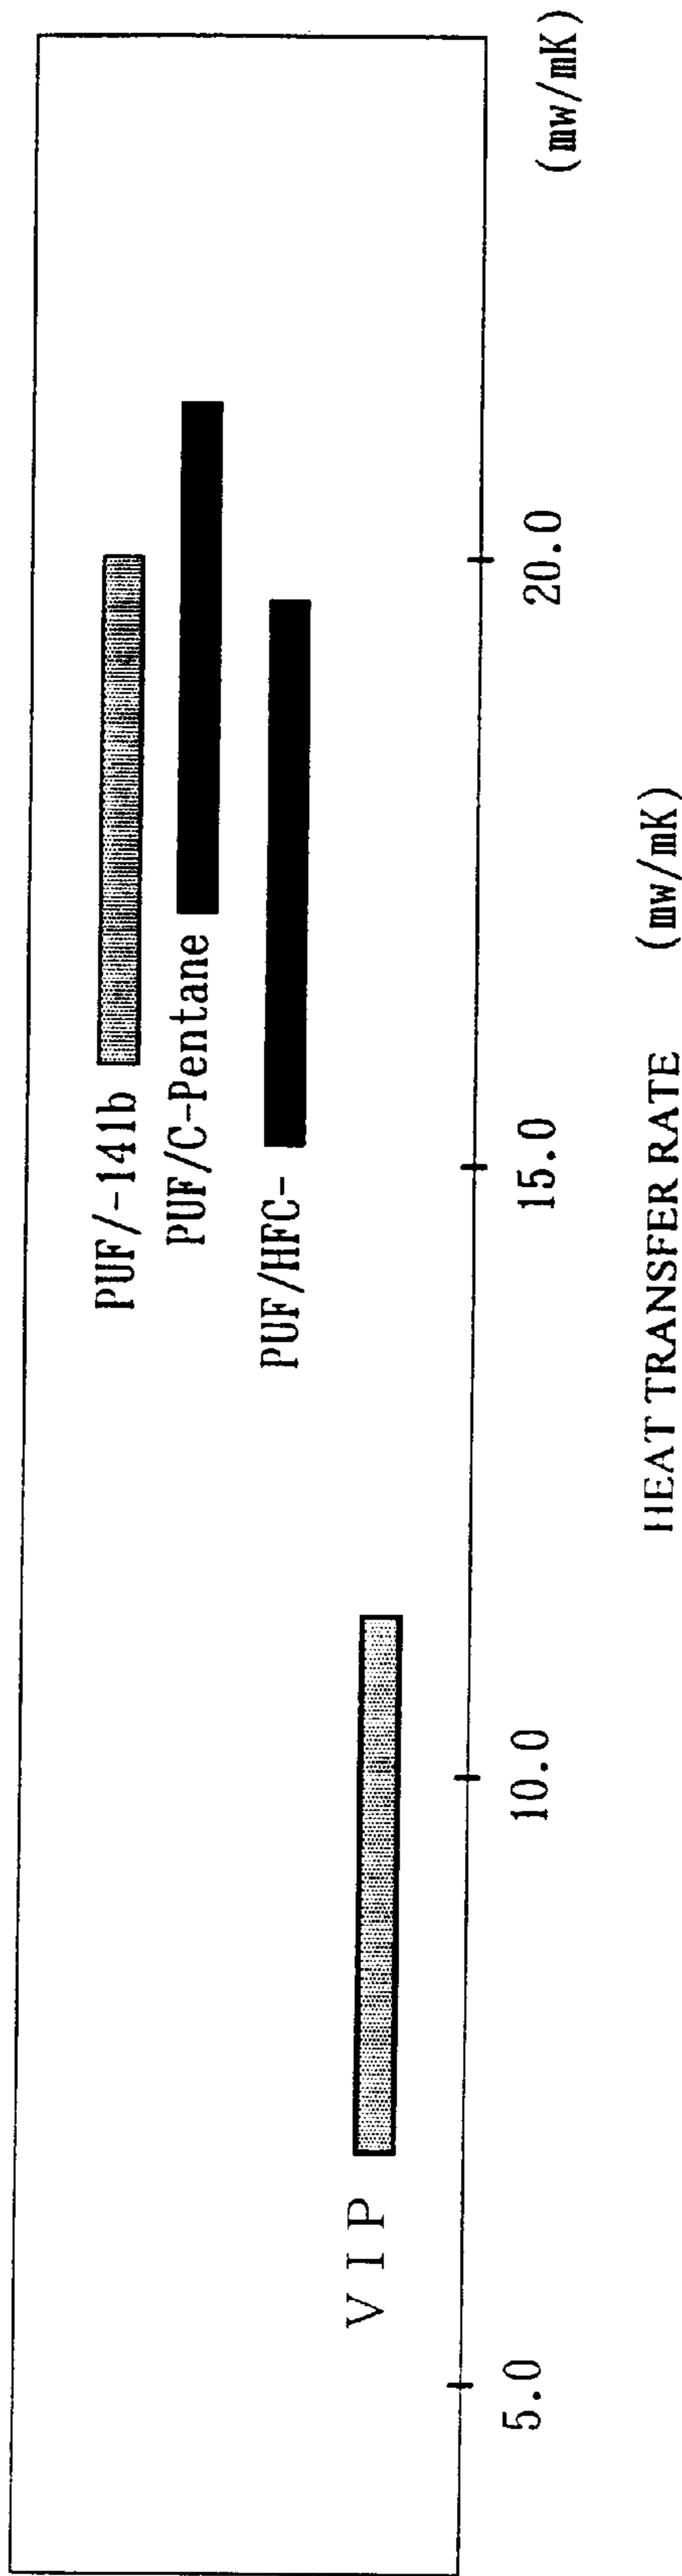 PUF/-141b
PUF/C-Pentane
PUF/HFC-
V I P
5.0
10.0
15.0
20.0
(mw/mK)
HEAT TRANSFER RATE (mw/mK)